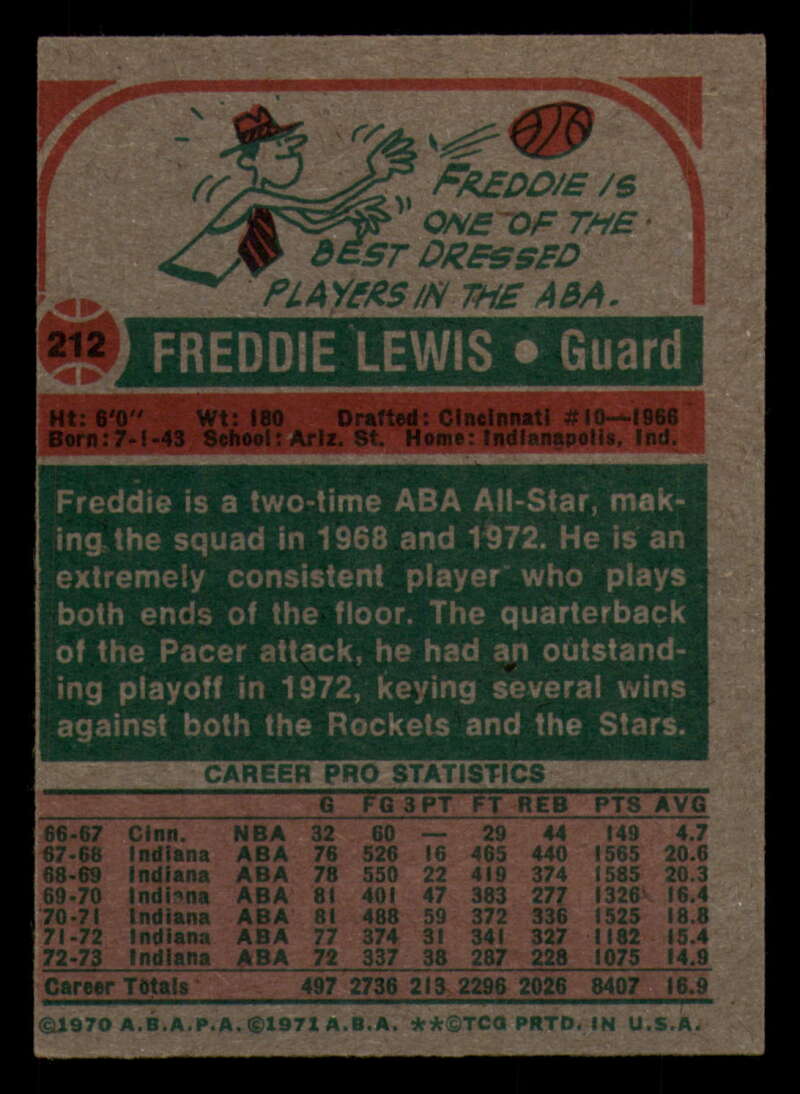 FREDDIE IS
ONE OF THE
BEST DRESSED
PLAYERS IN THE ABA.
212 FREDDIE LEWIS • Guard
Ht: 6'0" Wt: 180 Drafted: Cincinnati #10—1966
Born: 7-1-43 School: Ariz. St. Home: Indianapolis, Ind.
Freddie is a two-time ABA All-Star, mak-
ing the squad in 1968 and 1972. He is an
extremely consistent player who plays
both ends of the floor. The quarterback
of the Pacer attack, he had an outstand-
ing playoff in 1972, keying several wins
against both the Rockets and the Stars.
CAREER PRO STATISTICS
G FG 3PT FT REB PTS AVG
66-67 Cinn. NBA 32 60 — 29 44 149 4.7
67-68 Indiana ABA 76 526 16 465 440 1565 20.6
68-69 Indiana ABA 78 550 22 419 374 1585 20.3
69-70 Indiana ABA 81 401 47 383 277 1326 16.4
70-71 Indiana ABA 81 488 59 372 336 1525 18.8
71-72 Indiana ABA 77 374 31 341 327 1182 15.4
72-73 Indiana ABA 72 337 38 287 228 1075 14.9
Career Totals 497 2736 213 2296 2026 8407 16.9
©1970 A.B.A.P.A. ©1971 A.B.A. **©TCG PRTD. IN U.S.A.